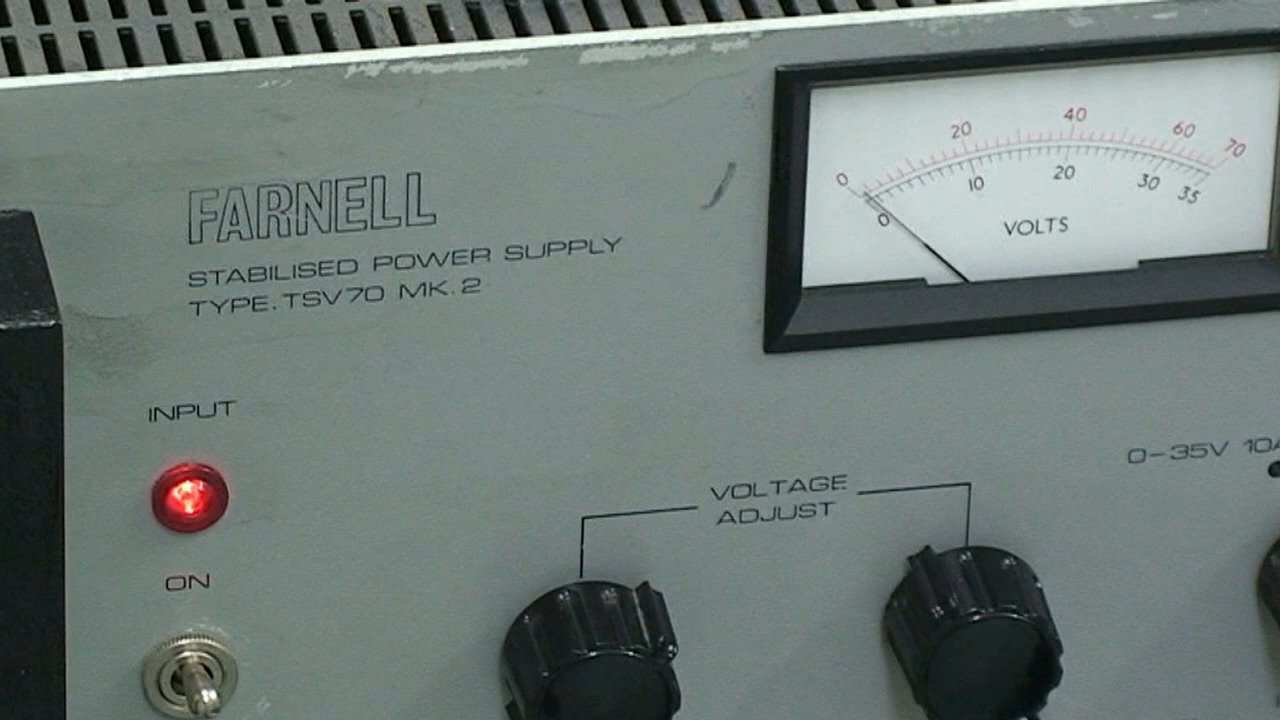 FARNELL
STABILISED POWER SUPPLY
TYPE. TSV70 MK. 2
0 20 40 60 70
0 10 20 30 35
VOLTS
INPUT
ON
VOLTAGE
ADJUST
0-35V 10A